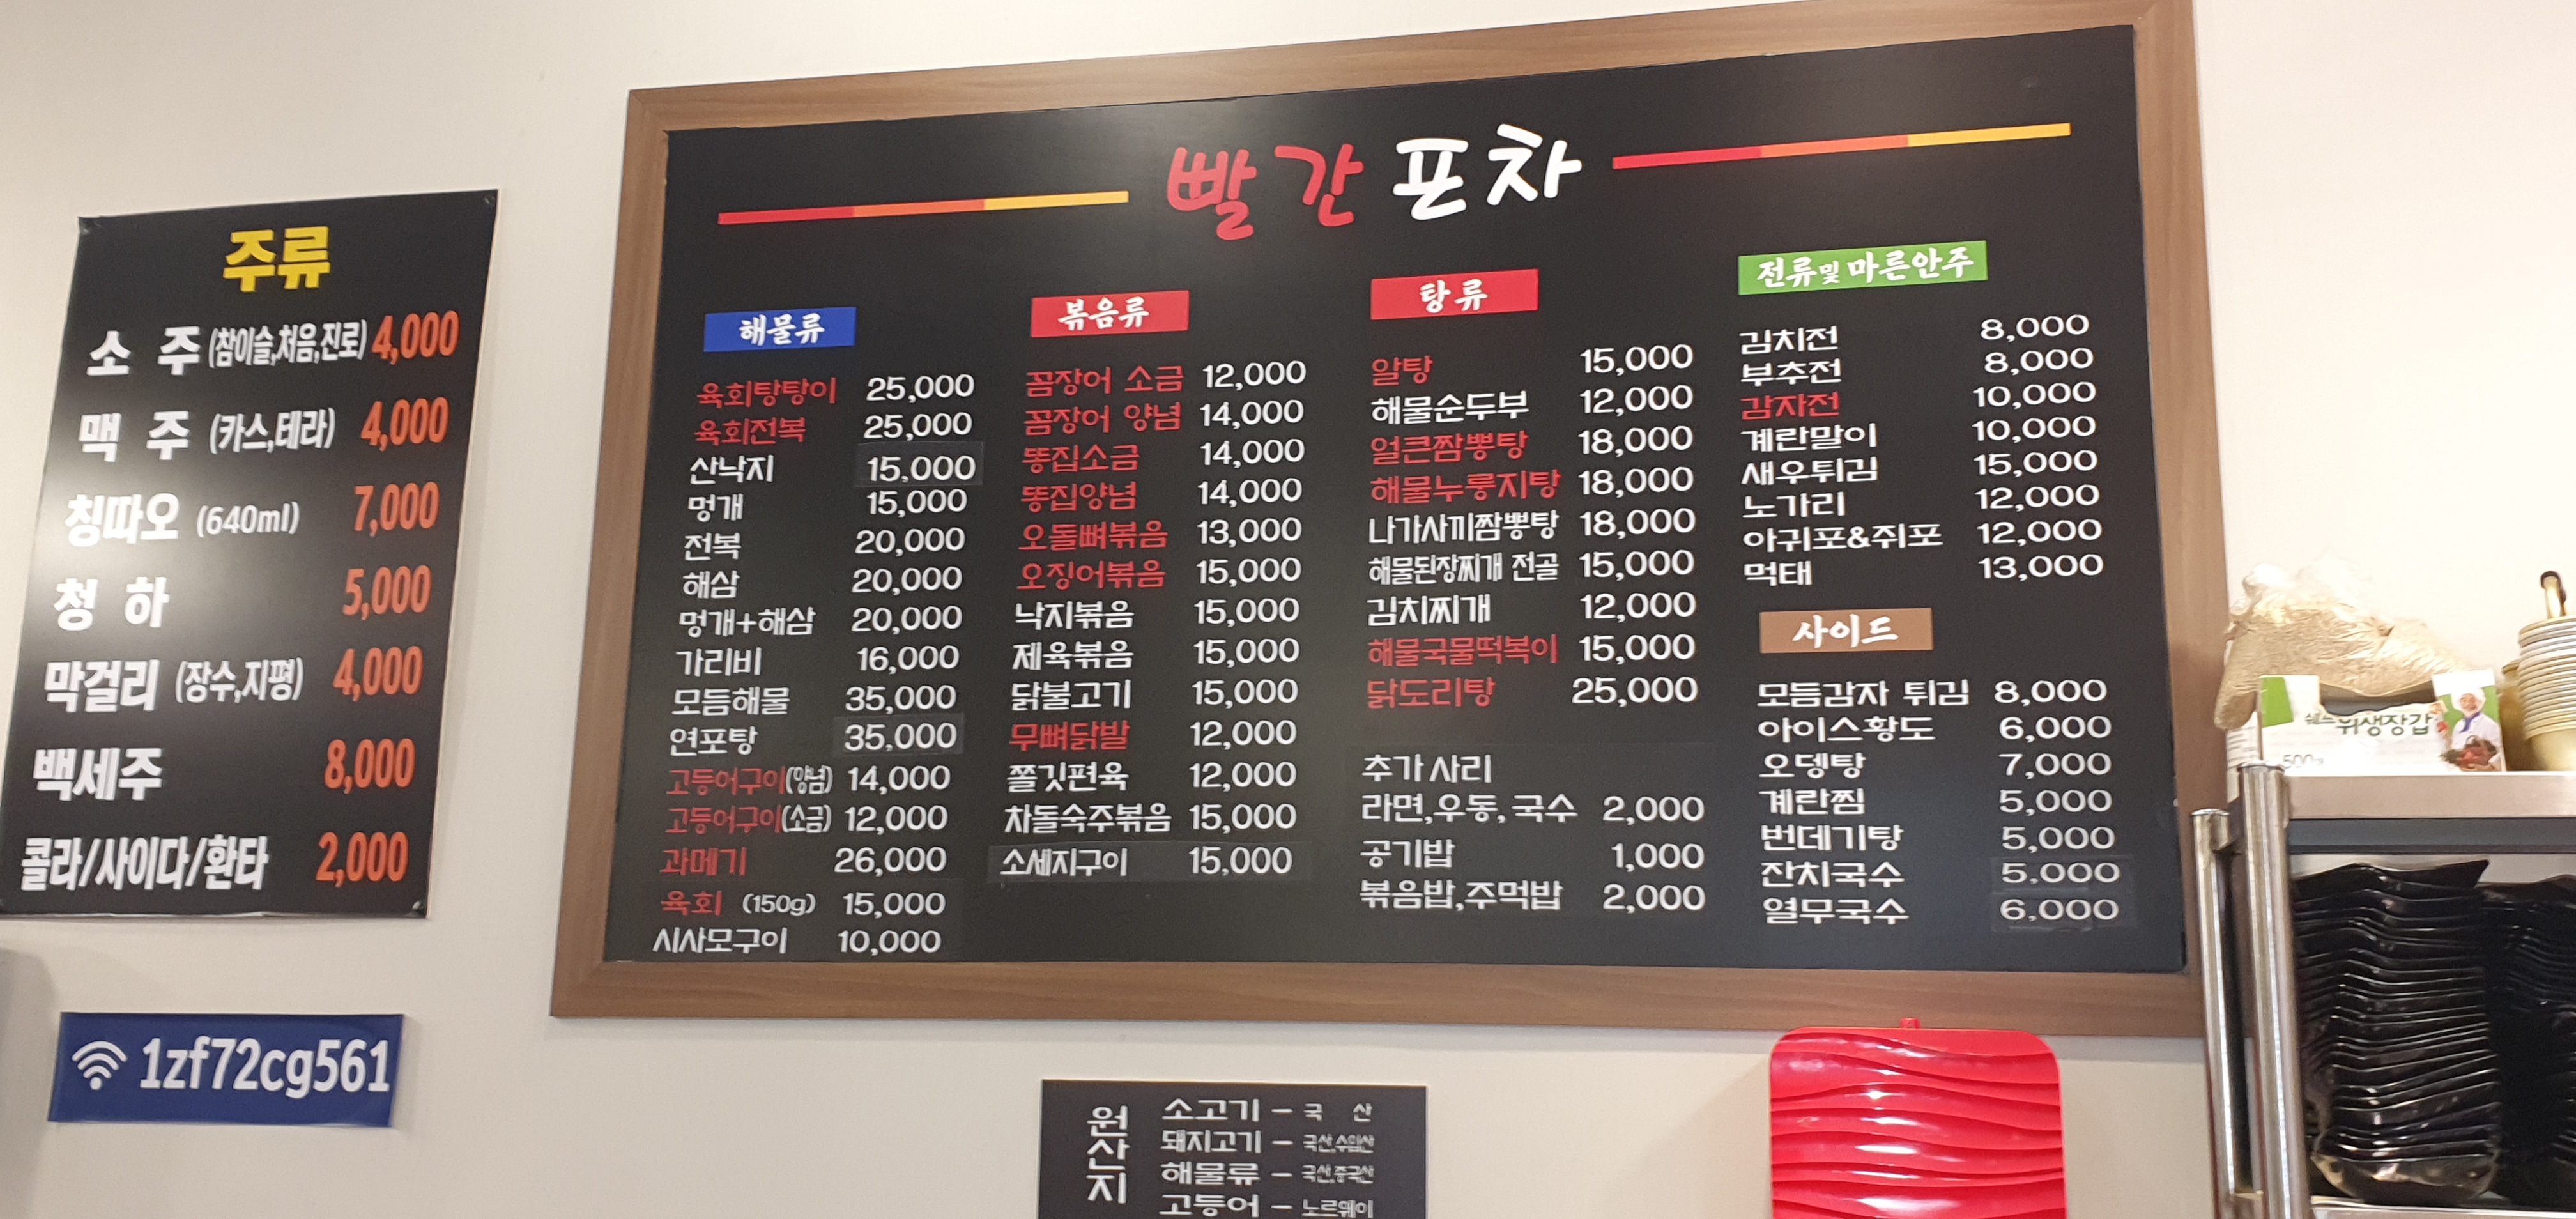 주류
소 주 (참이슬,처음,진로) 4,000
맥 주 (카스,테라) 4,000
칭따오 (640ml) 7,000
청 하 5,000
막걸리 (장수,지평) 4,000
백세주 8,000
콜라/사이다/환타 2,000
1zf72cg561
빨간포차
해물류
육회탕탕이 25,000
육회전복 25,000
산낙지 15,000
멍개 15,000
전복 20,000
해삼 20,000
멍개+해삼 20,000
가리비 16,000
모듬해물 35,000
연포탕 35,000
고등어구이(양념) 14,000
고등어구이(소금) 12,000
과메기 26,000
육회 (150g) 15,000
시사모구이 10,000
볶음류
꼼장어 소금 12,000
꼼장어 양념 14,000
똥집소금 14,000
똥집양념 14,000
오돌뼈볶음 13,000
오징어볶음 15,000
낙지볶음 15,000
제육볶음 15,000
닭불고기 15,000
무뼈닭발 12,000
쫄깃편육 12,000
차돌숙주볶음 15,000
소세지구이 15,000
탕류
알탕 15,000
해물순두부 12,000
얼큰짬뽕탕 18,000
해물누룽지탕 18,000
나가사끼짬뽕탕 18,000
해물된장찌개 전골 15,000
김치찌개 12,000
해물국물떡복이 15,000
닭도리탕 25,000
추가 사리
라면,우동,국수 2,000
공기밥 1,000
볶음밥,주먹밥 2,000
전류및 마른안주
김치전 8,000
부추전 8,000
감자전 10,000
계란말이 10,000
새우튀김 15,000
노가리 12,000
아귀포&쥐포 12,000
먹태 13,000
사이드
모듬감자 튀김 8,000
아이스황도 6,000
오뎅탕 7,000
계란찜 5,000
번데기탕 5,000
잔치국수 5,000
열무국수 6,000
원산지
소고기 - 국 산
돼지고기 - 국산,수입산
해물류 - 국산,중국산
고등어 - 노르웨이
위생장갑